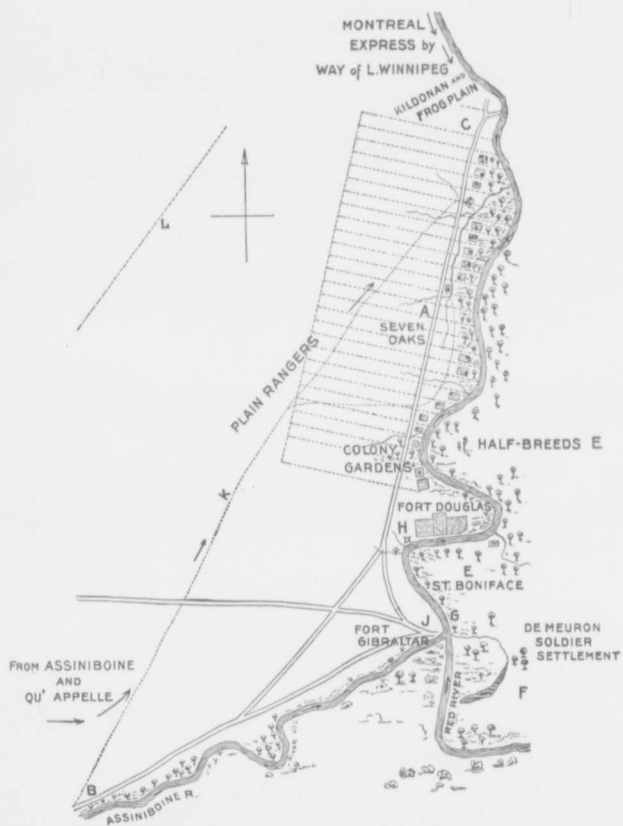 MONTREAL
EXPRESS by
WAY of L. WINNIPEG
KILDONAN AND
FROG PLAIN
C
L
A
SEVEN
OAKS
PLAIN RANGERS
K
COLONY
GARDENS
HALF-BREEDS E
FORT DOUGLAS
H
E
ST. BONIFACE
J
G
FORT
GIBRALTAR
DE MEURON
SOLDIER
SETTLEMENT
F
RED RIVER
FROM ASSINIBOINE
AND
QU' APPELLE
B
ASSINIBOINE R.